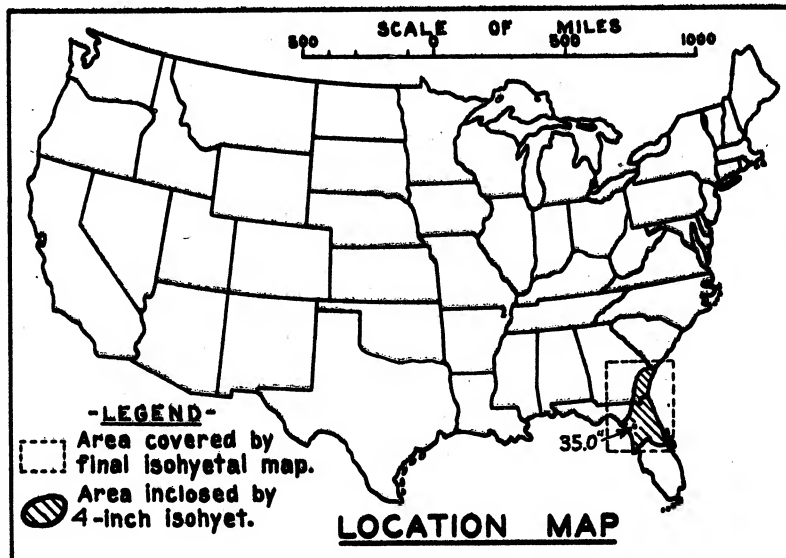 SCALE OF MILES
500 0 500 1000
35.0"
-LEGEND-
Area covered by
final isohyetal map.
Area inclosed by
4-inch isohyet.
LOCATION MAP